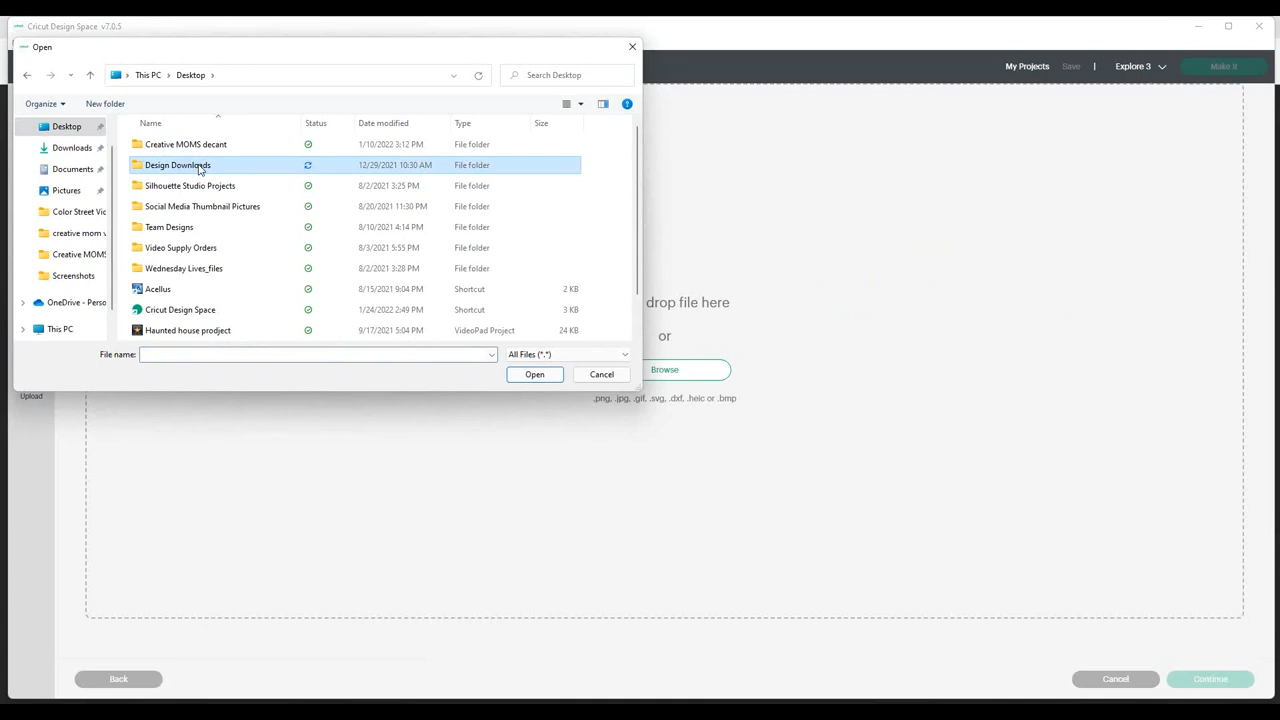 Cricut Design Space v7.0.5
Open
This PC > Desktop >
Search Desktop
My Projects Save | Explore 3 Make It
Organize New folder
Name Status Date modified Type Size
Desktop
Downloads
Documents
Pictures
Color Street Vic
creative mom v
Creative MOMS
Screenshots
OneDrive - Perso
This PC
Creative MOMS decant 1/10/2022 3:12 PM File folder
Design Downloads 12/29/2021 10:30 AM File folder
Silhouette Studio Projects 8/2/2021 3:25 PM File folder
Social Media Thumbnail Pictures 8/20/2021 11:30 PM File folder
Team Designs 8/10/2021 4:14 PM File folder
Video Supply Orders 8/3/2021 5:55 PM File folder
Wednesday Lives_files 8/2/2021 3:28 PM File folder
Acellus 8/15/2021 9:04 PM Shortcut 2 KB
Cricut Design Space 1/24/2022 2:49 PM Shortcut 3 KB
Haunted house prodject 9/17/2021 5:04 PM VideoPad Project 24 KB
File name: All Files (*.*)
Open Cancel
drop file here
or
Browse
.png, .jpg, .gif, .svg, .dxf, .heic or .bmp
Upload
Back Cancel Continue